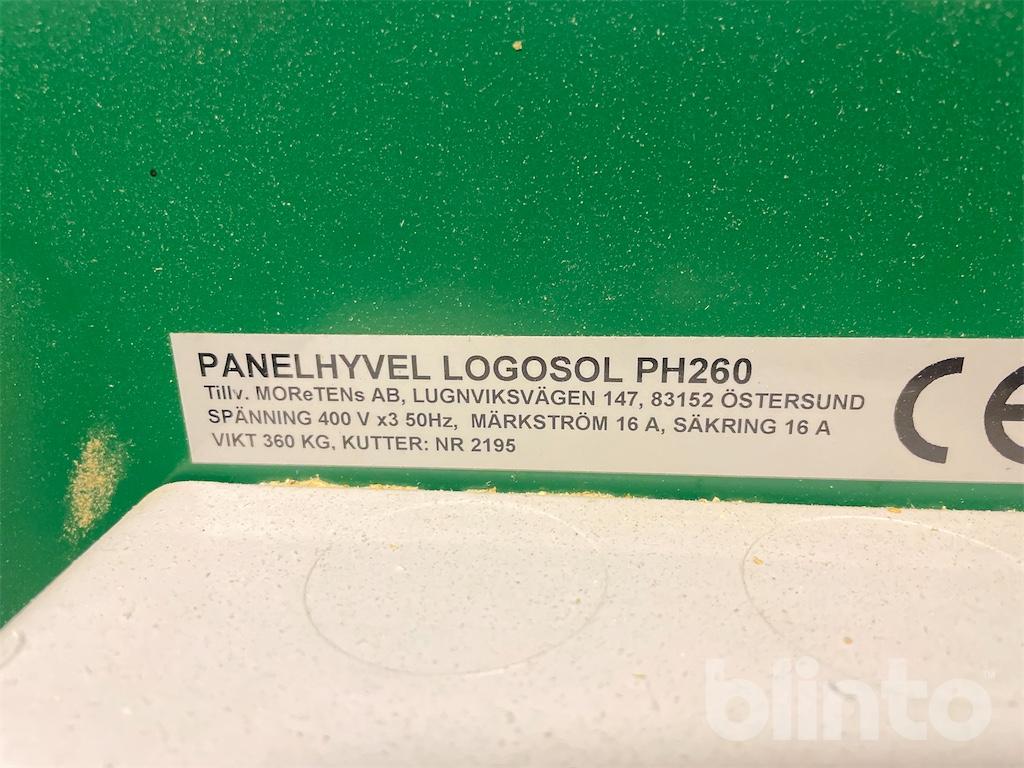 PANELHYVEL LOGOSOL PH260
Tillv. MOReTENs AB, LUGNVIKSVÄGEN 147, 83152 ÖSTERSUND
SPÄNNING 400 V x3 50Hz, MÄRKSTRÖM 16 A, SÄKRING 16 A
VIKT 360 KG, KUTTER: NR 2195
CE
blinto™